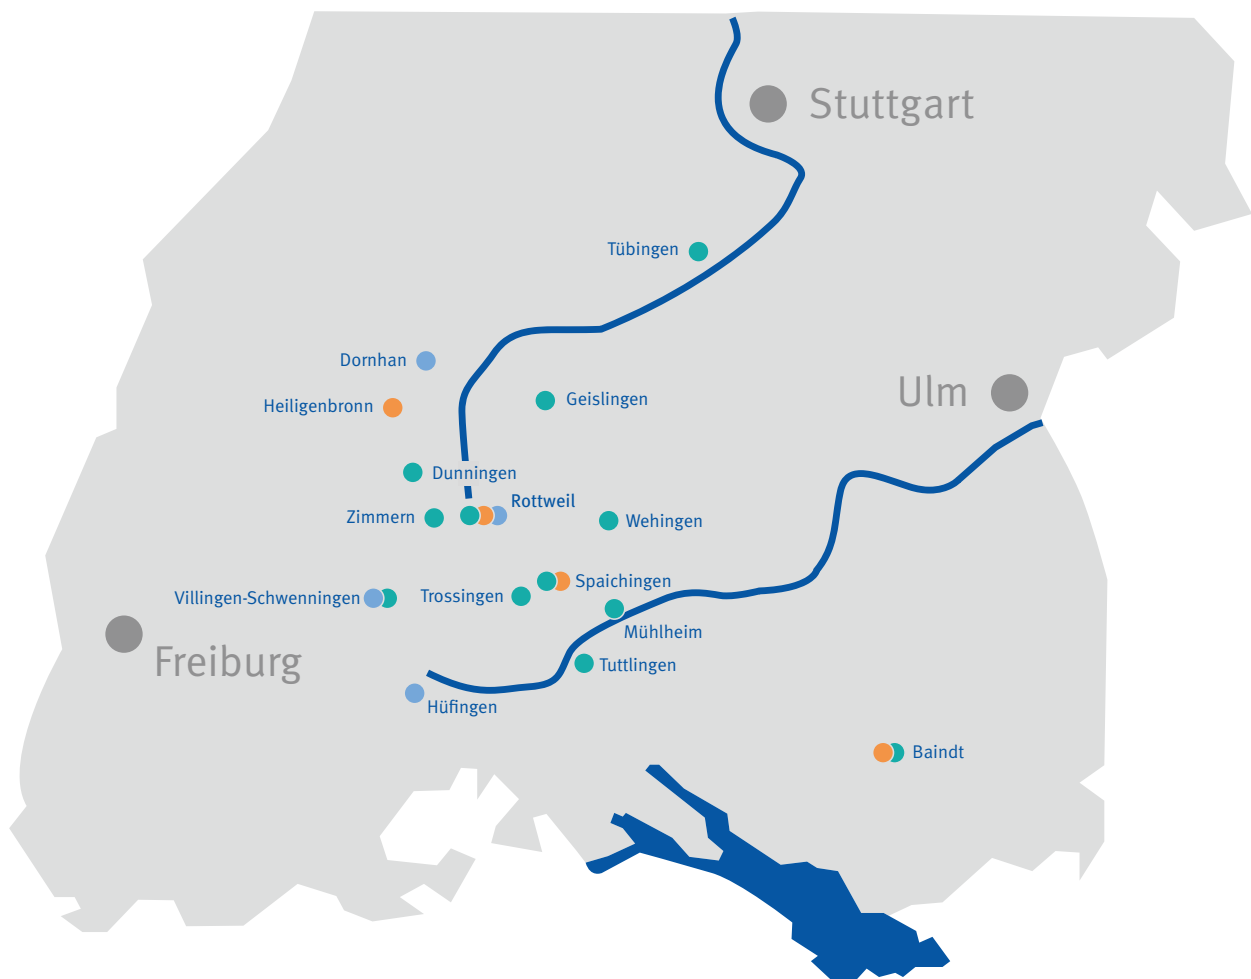 Stuttgart
Tübingen
Dornhan
Ulm
Heiligenbronn
Geislingen
Dunningen
Rottweil
Zimmern
Wehingen
Spaichingen
Villingen-Schwenningen
Trossingen
Mühlheim
Freiburg
Tuttlingen
Hüfingen
Baindt